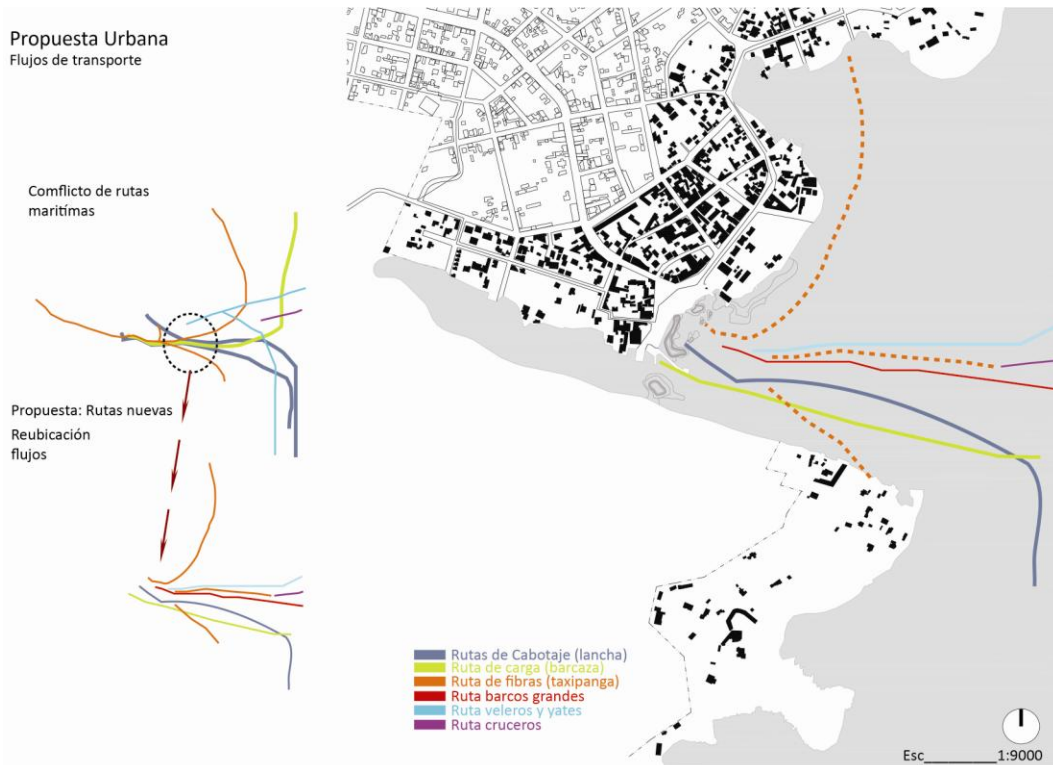 Propuesta Urbana
Flujos de transporte
Comflicto de rutas
maritímas
Propuesta: Rutas nuevas
Reubicación
flujos
Rutas de Cabotaje (lancha)
Ruta de carga (barcaza)
Ruta de fibras (taxipanga)
Ruta barcos grandes
Ruta veleros y yates
Ruta cruceros
Esc_________1:9000